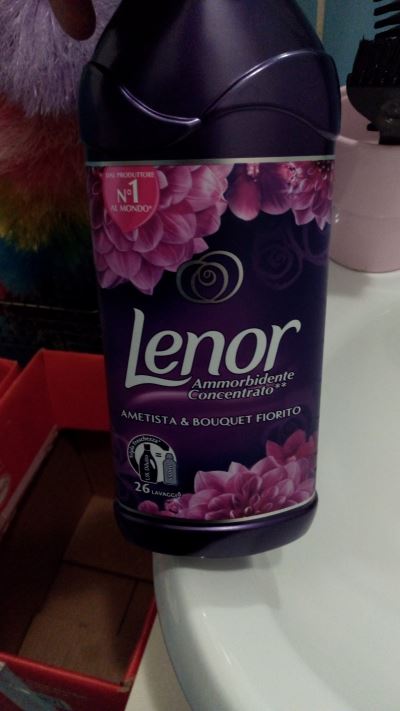 DAL PRODUTTORE
N°1
AL MONDO*
Lenor
Ammorbidente
Concentrato**
AMETISTA & BOUQUET FIORITO
26 LAVAGGI